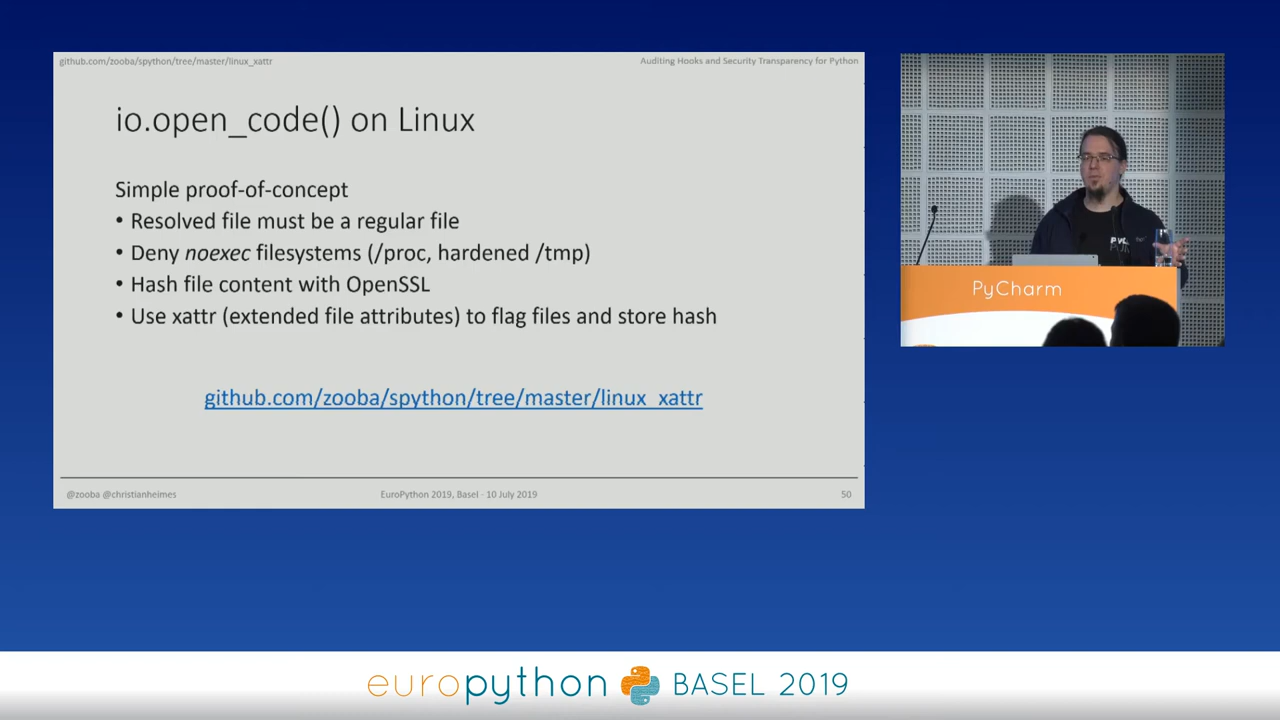 github.com/zooba/spython/tree/master/linux_xattr
Auditing Hooks and Security Transparency for Python
io.open_code() on Linux
Simple proof-of-concept
• Resolved file must be a regular file
• Deny noexec filesystems (/proc, hardened /tmp)
• Hash file content with OpenSSL
• Use xattr (extended file attributes) to flag files and store hash
github.com/zooba/spython/tree/master/linux_xattr
@zooba @christianheimes
EuroPython 2019, Basel - 10 July 2019
50
PyCharm
europython BASEL 2019